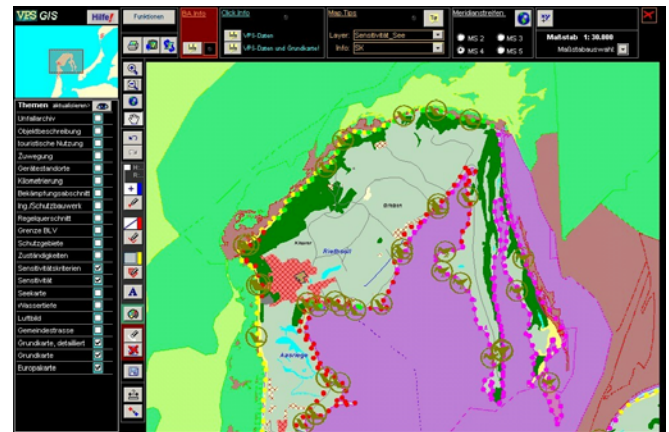 VPS GIS Hilfe!
Funktionen
BA.Info
Click.Info
VPS-Daten
VPS-Daten und Grundkarte!
Map-Tips
Layer: Sensitivität_See
Info: SK
Meridianstreifen.
MS 2 MS 3
MS 4 MS 5
Maßstab 1: 30.000
Maßstabauswahl
Themen aktualisieren>
Unfallarchiv
Objektbeschreibung
touristische Nutzung
Zuwegung
Gerätestandorte
Kilometrierung
Bekämpfungsabschnitt
Ing./Schutzbauwerk
Regelquerschnitt
Grenze BLV
Schutzgebiete
Zuständigkeiten
Sensitivitätskriterien
Sensitivität
Seekarte
Wassertiefe
Luftbild
Gemeindestrasse
Grundkarte, detailliert
Grundkarte
Europakarte
H:
R:
A
Kloster